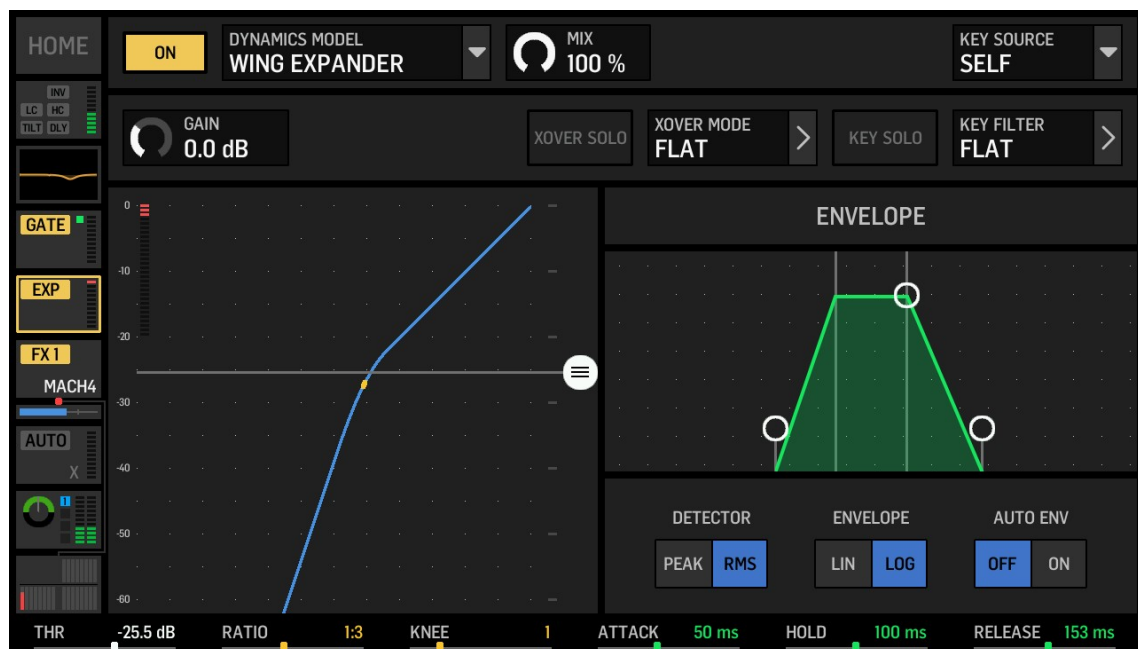 HOME
ON
DYNAMICS MODEL
WING EXPANDER
MIX
100 %
KEY SOURCE
SELF
INV
LC HC
TILT DLY
GAIN
0.0 dB
XOVER SOLO
XOVER MODE
FLAT
KEY SOLO
KEY FILTER
FLAT
GATE
EXP
FX 1
MACH4
AUTO
X
1
0
-10
-20
-30
-40
-50
-60
ENVELOPE
DETECTOR ENVELOPE AUTO ENV
PEAK RMS LIN LOG OFF ON
THR -25.5 dB RATIO 1:3 KNEE 1 ATTACK 50 ms HOLD 100 ms RELEASE 153 ms